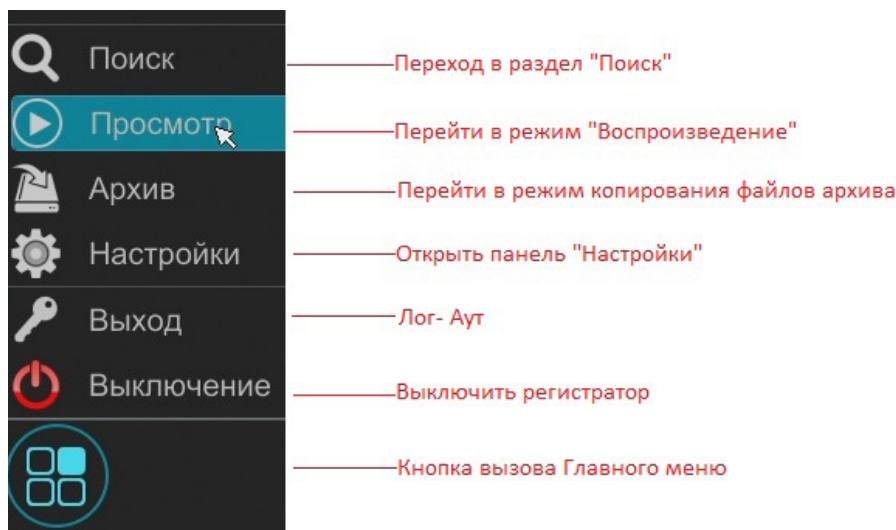 Поиск
Переход в раздел "Поиск"
Просмотр
Перейти в режим "Воспроизведение"
Архив
Перейти в режим копирования файлов архива
Настройки
Открыть панель "Настройки"
Выход
Лог- Аут
Выключение
Выключить регистратор
Кнопка вызова Главного меню